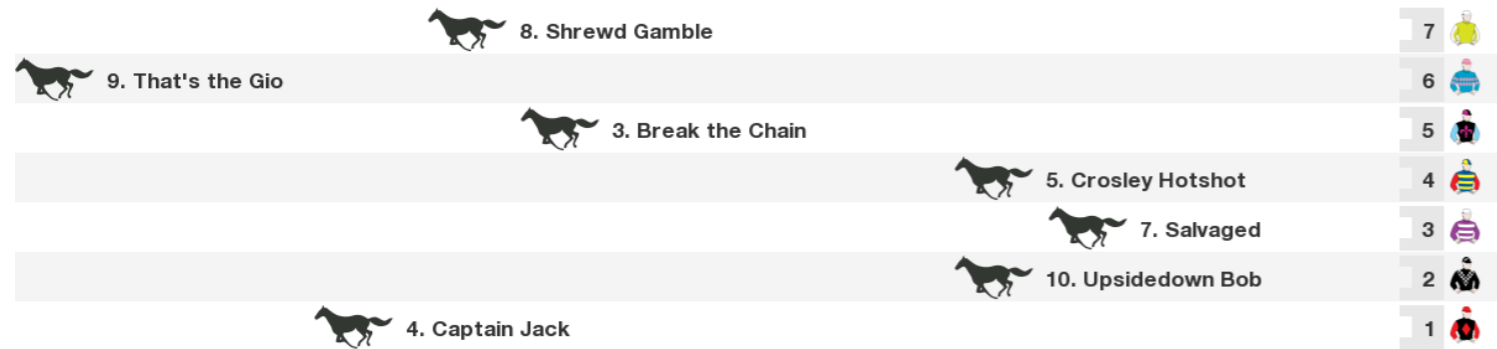 8. Shrewd Gamble 7
9. That's the Gio 6
3. Break the Chain 5
5. Crosley Hotshot 4
7. Salvaged 3
10. Upsidedown Bob 2
4. Captain Jack 1